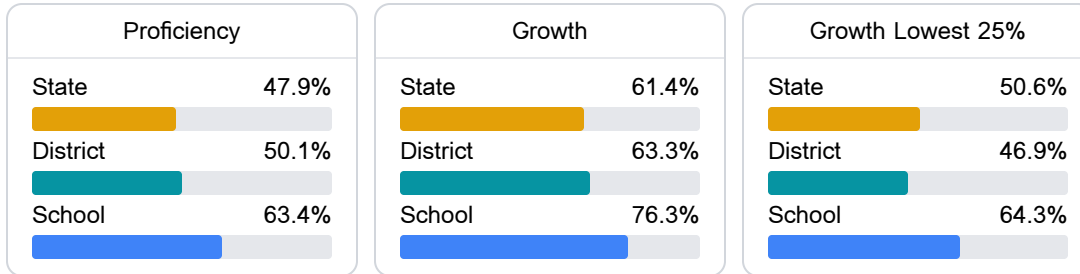 Proficiency
State 47.9%
District 50.1%
School 63.4%
Growth
State 61.4%
District 63.3%
School 76.3%
Growth Lowest 25%
State 50.6%
District 46.9%
School 64.3%